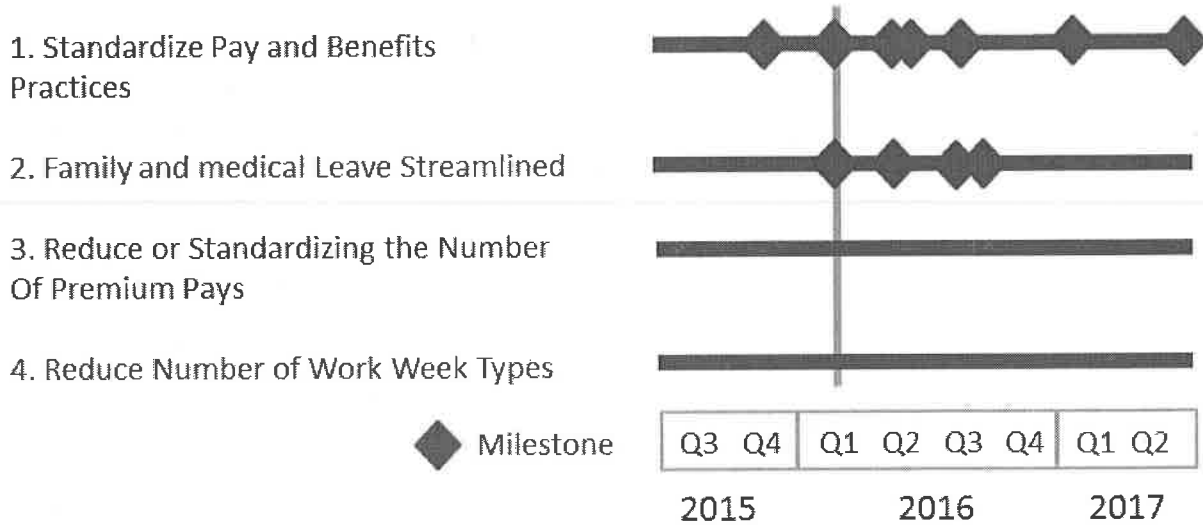 1. Standardize Pay and Benefits
Practices
2. Family and medical Leave Streamlined
3. Reduce or Standardizing the Number
Of Premium Pays
4. Reduce Number of Work Week Types
Milestone
Q3 Q4 Q1 Q2 Q3 Q4 Q1 Q2
2015 2016 2017